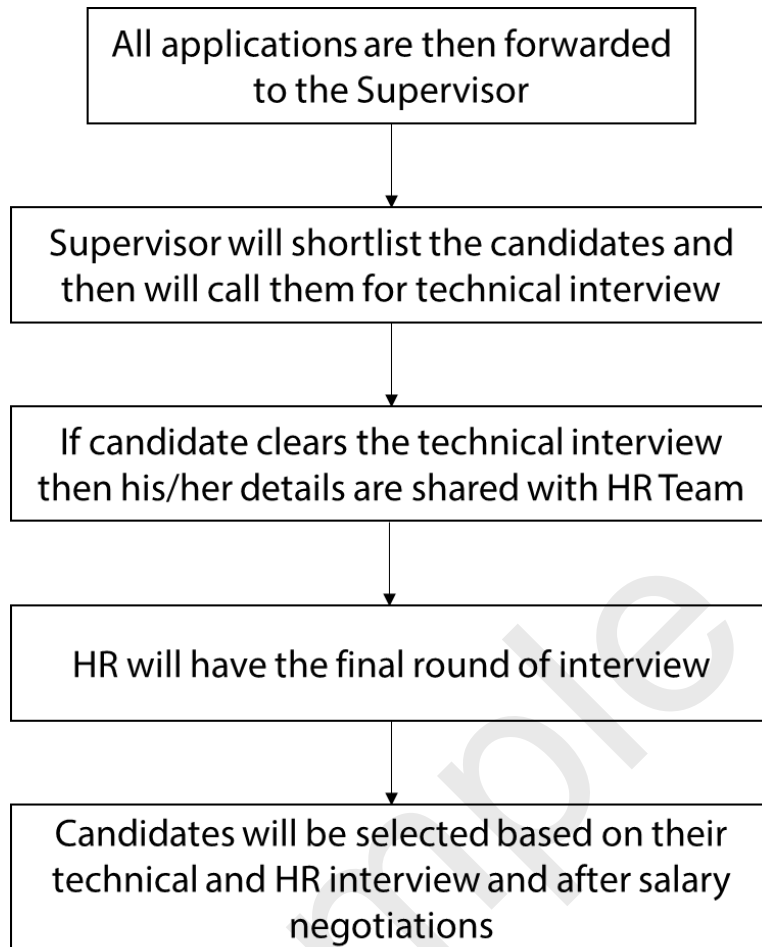 All applications are then forwarded
to the Supervisor
Supervisor will shortlist the candidates and
then will call them for technical interview
If candidate clears the technical interview
then his/her details are shared with HR Team
HR will have the final round of interview
Candidates will be selected based on their
technical and HR interview and after salary
negotiations